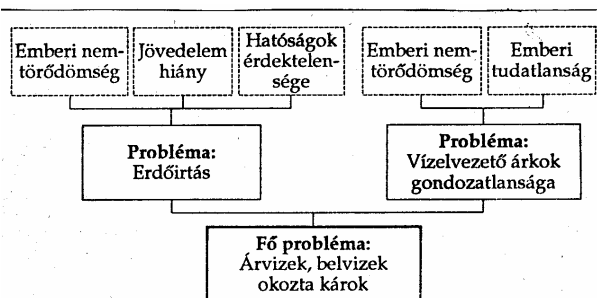 Emberi nem-
törődömség
Jövedelem
hiány
Hatóságok
érdektelen-
sége
Emberi nem-
törődömség
Emberi
tudatlanság
Probléma:
Erdőirtás
Probléma:
Vízelvezető árkok
gondozatlansága
Fő probléma:
Árvizek, belvizek
okozta károk